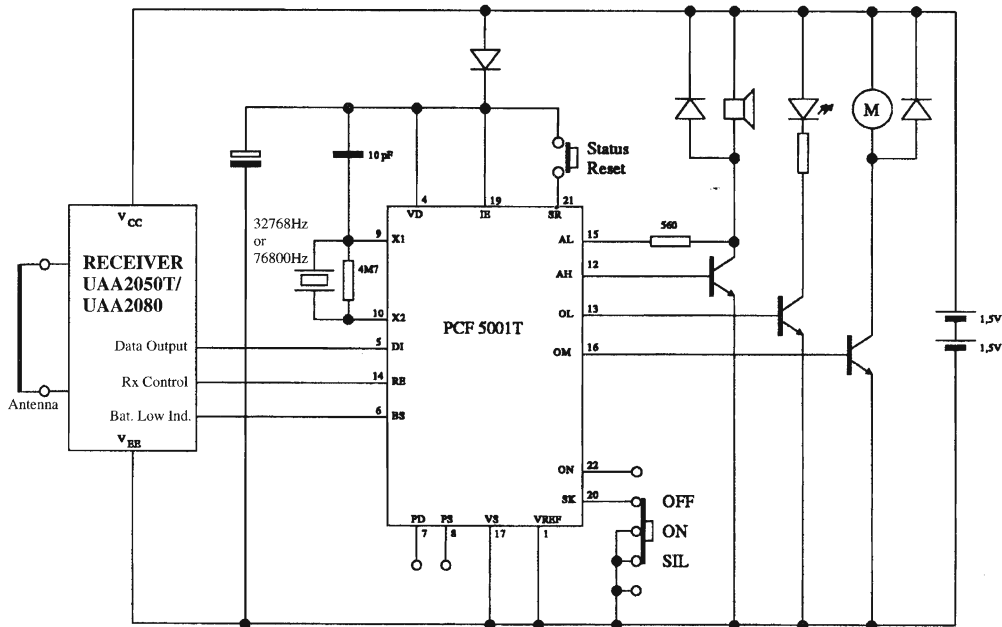 10 pF
Status
Reset
M
4
19
21
VD
IE
SR
VCC
RECEIVER
UAA2050T/
UAA2080
32768Hz
or
76800Hz
9
X1
4M7
10
X2
AL
15
560
AH
12
OL
13
OM
16
PCF 5001T
1,5V
1,5V
Data Output
5
DI
Rx Control
14
RE
Bat. Low Ind.
6
BS
Antenna
VEE
ON
22
SK
20
OFF
ON
SIL
PD
PS
VS
VREF
7
8
17
1